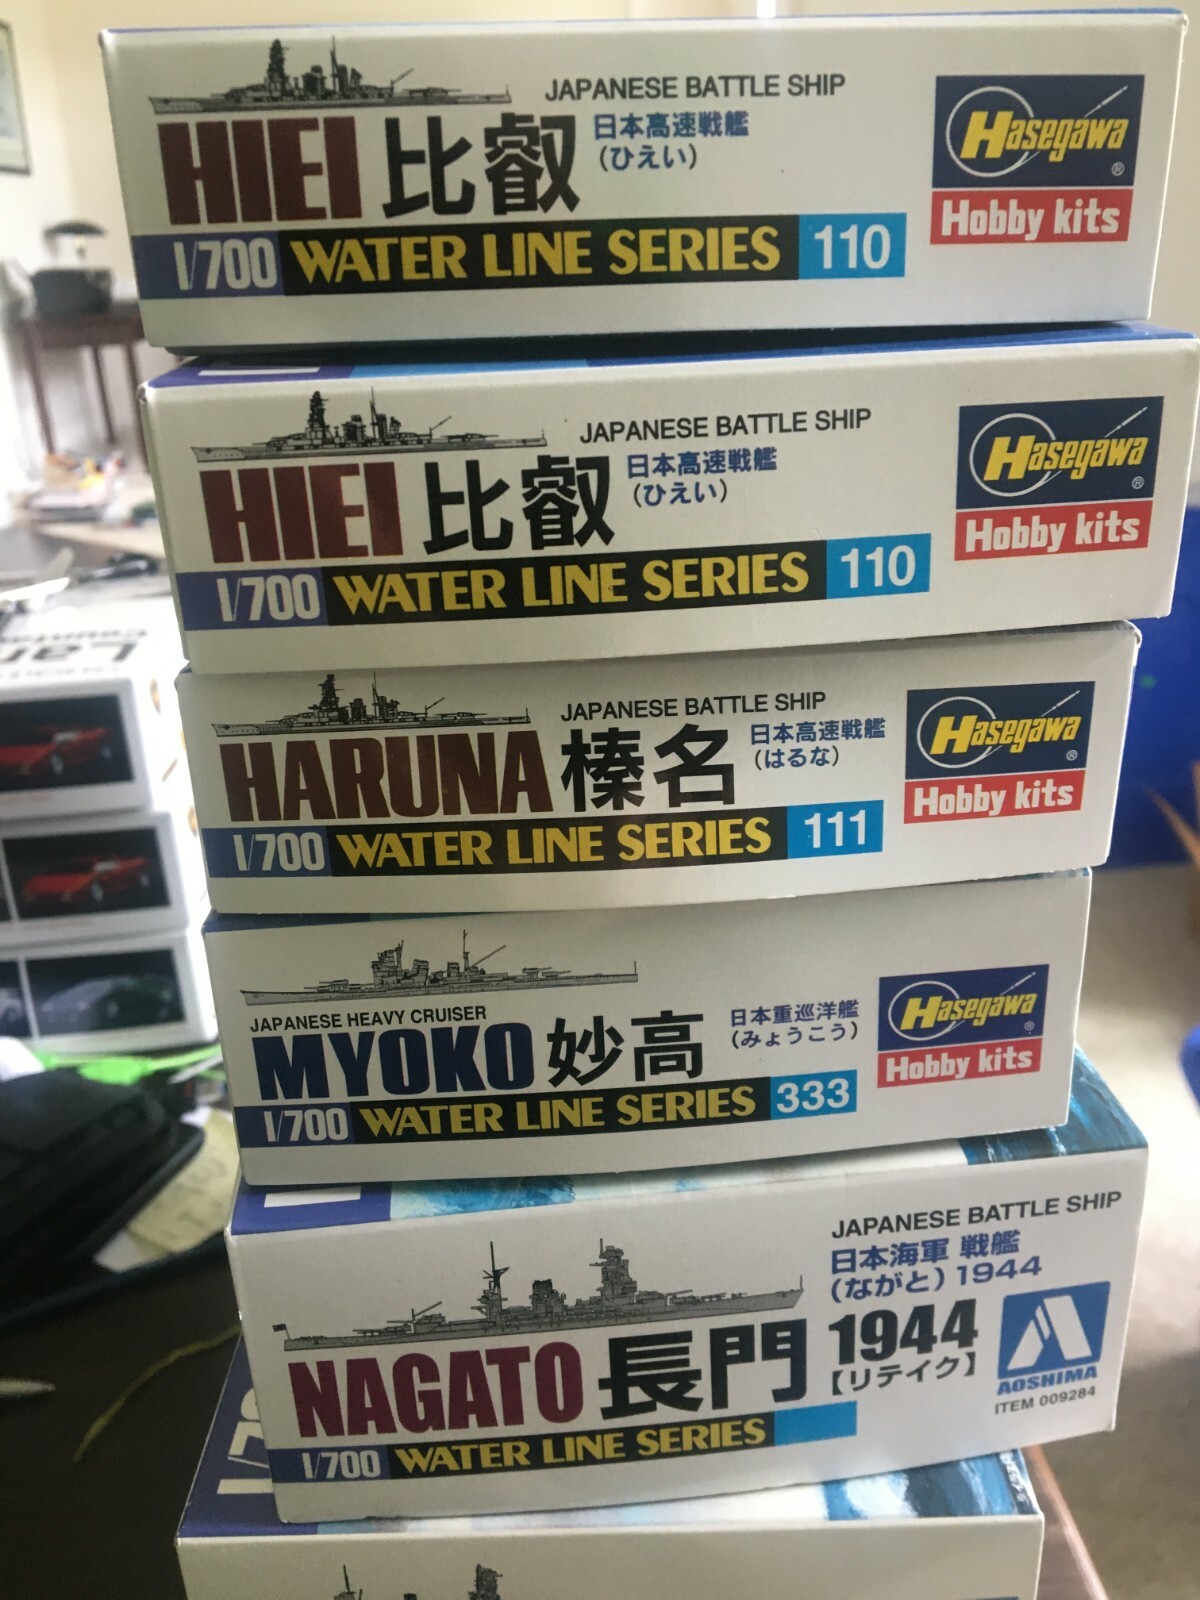 JAPANESE BATTLE SHIP
HIEI 比叡 日本高速戦艦
(ひえい)
1/700 WATER LINE SERIES 110
Hasegawa ®
Hobby kits
JAPANESE BATTLE SHIP
HIEI 比叡 日本高速戦艦
(ひえい)
1/700 WATER LINE SERIES 110
Hasegawa ®
Hobby kits
JAPANESE BATTLE SHIP
HARUNA 榛名 日本高速戦艦
(はるな)
1/700 WATER LINE SERIES 111
Hasegawa ®
Hobby kits
JAPANESE HEAVY CRUISER
MYOKO 妙高 日本重巡洋艦
(みょうこう)
1/700 WATER LINE SERIES 333
Hasegawa ®
Hobby kits
JAPANESE BATTLE SHIP
日本海軍 戦艦
(ながと) 1944
NAGATO 長門 1944
【リテイク】
1/700 WATER LINE SERIES
AOSHIMA
ITEM 009284